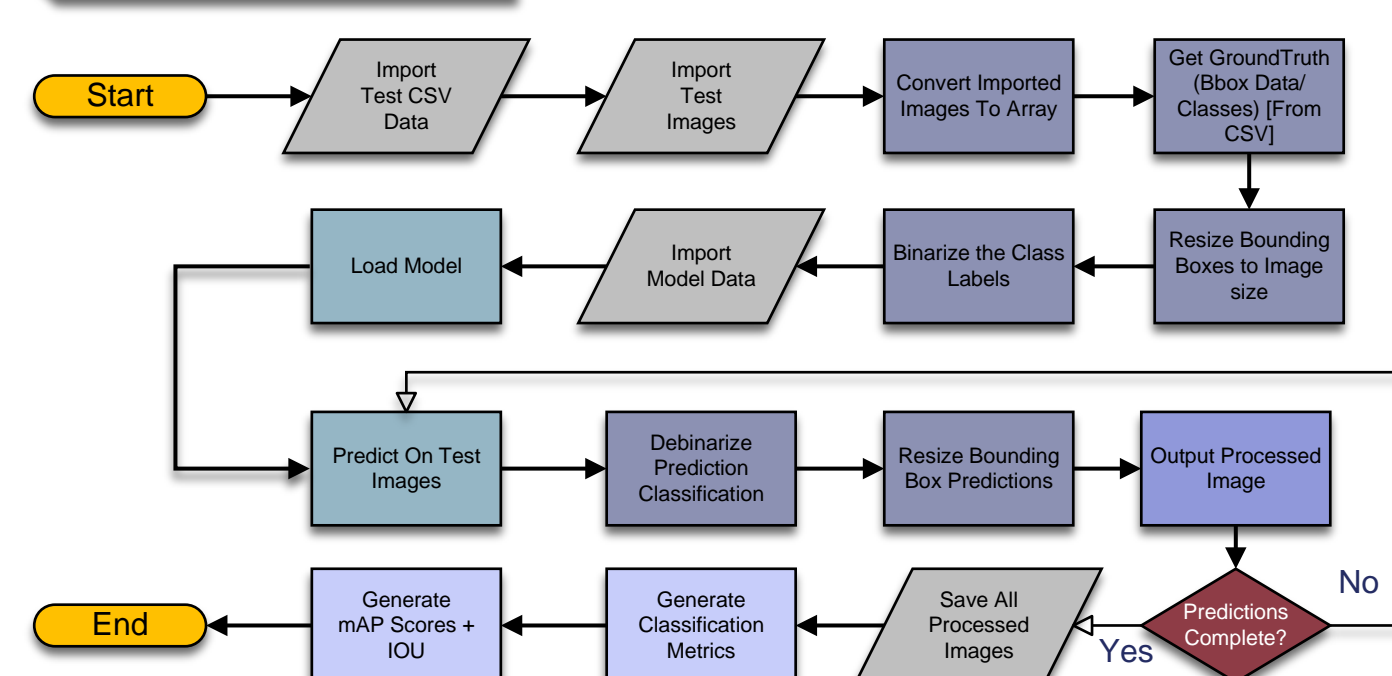 Start
Import
Test CSV
Data
Import
Test
Images
Convert Imported
Images To Array
Get GroundTruth
(Bbox Data/
Classes) [From
CSV]
Resize Bounding
Boxes to Image
size
Binarize the Class
Labels
Import
Model Data
Load Model
Predict On Test
Images
Debinarize
Prediction
Classification
Resize Bounding
Box Predictions
Output Processed
Image
Predictions
Complete?
No
Yes
Save All
Processed
Images
Generate
Classification
Metrics
Generate
mAP Scores +
IOU
End